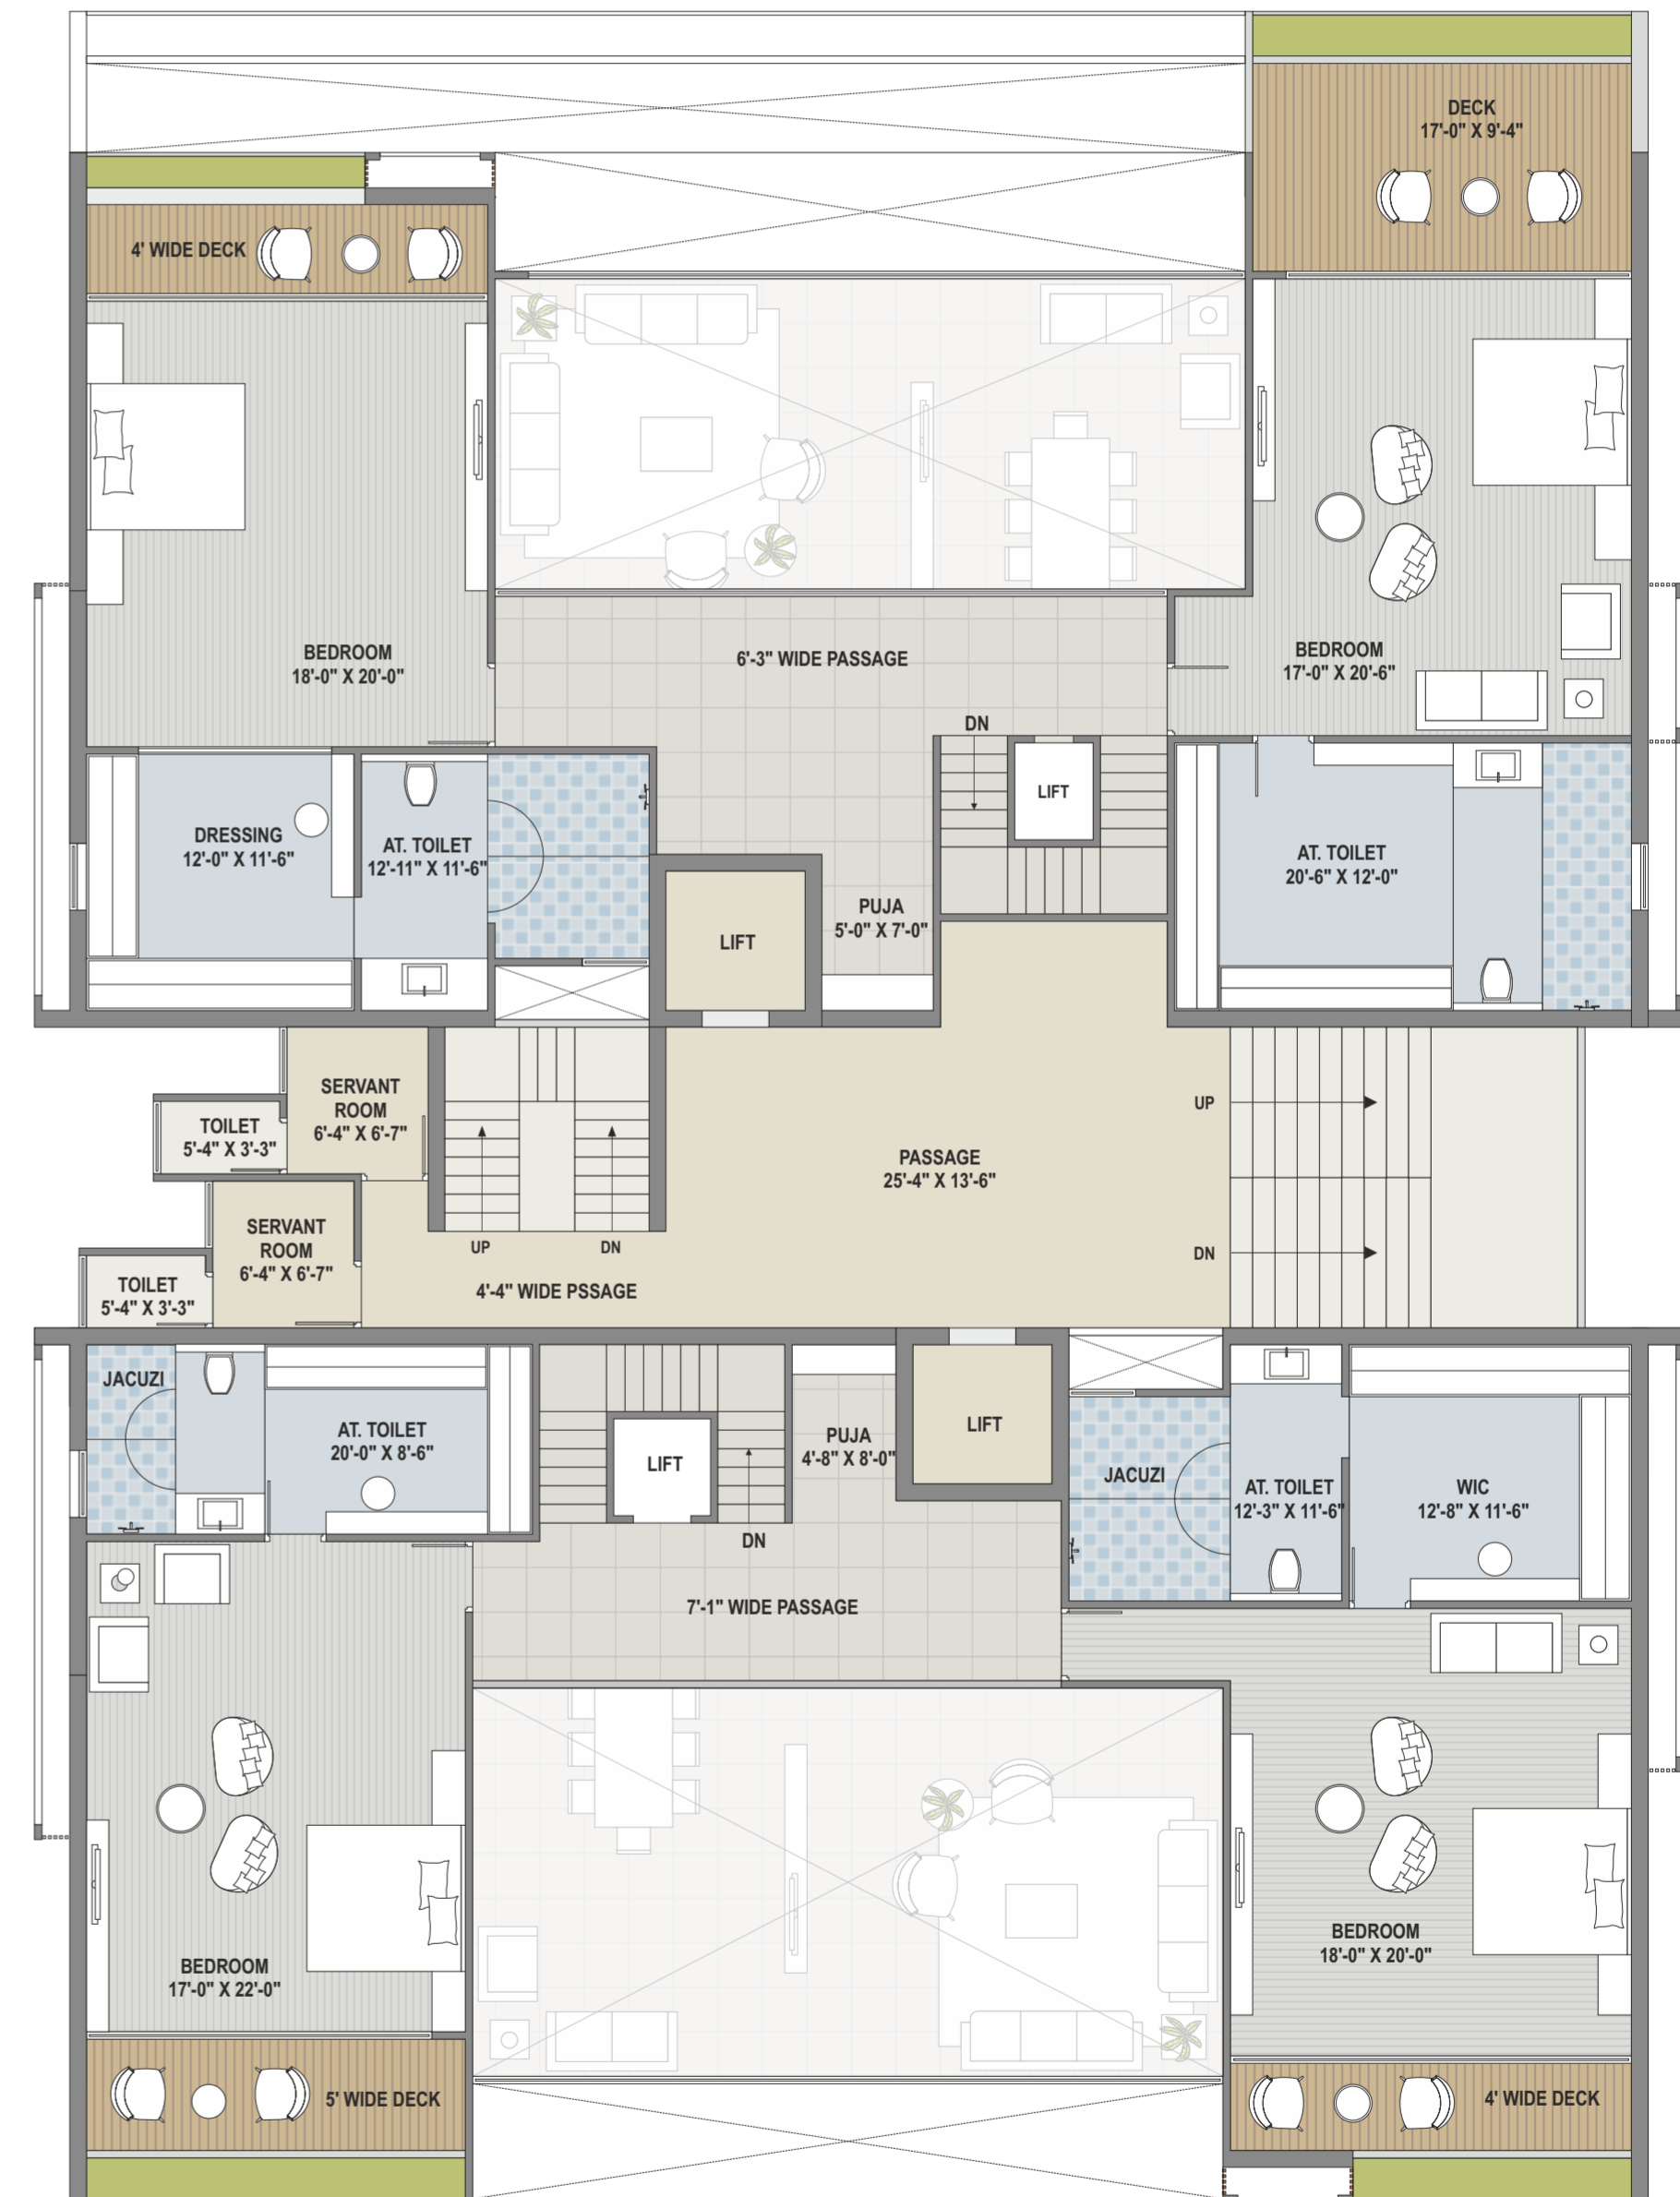 DECK
17'-0" X 9'-4"
4' WIDE DECK
BEDROOM
18'-0" X 20'-0"
6'-3" WIDE PASSAGE
BEDROOM
17'-0" X 20'-6"
DN
LIFT
DRESSING
12'-0" X 11'-6"
AT. TOILET
12'-11" X 11'-6"
AT. TOILET
20'-6" X 12'-0"
PUJA
5'-0" X 7'-0"
LIFT
SERVANT
ROOM
6'-4" X 6'-7"
TOILET
5'-4" X 3'-3"
UP
PASSAGE
25'-4" X 13'-6"
SERVANT
ROOM
6'-4" X 6'-7"
UP
DN
DN
TOILET
5'-4" X 3'-3"
4'-4" WIDE PSSAGE
JACUZI
AT. TOILET
20'-0" X 8'-6"
LIFT
PUJA
4'-8" X 8'-0"
LIFT
JACUZI
AT. TOILET
12'-3" X 11'-6"
WIC
12'-8" X 11'-6"
DN
7'-1" WIDE PASSAGE
BEDROOM
17'-0" X 22'-0"
BEDROOM
18'-0" X 20'-0"
5' WIDE DECK
4' WIDE DECK